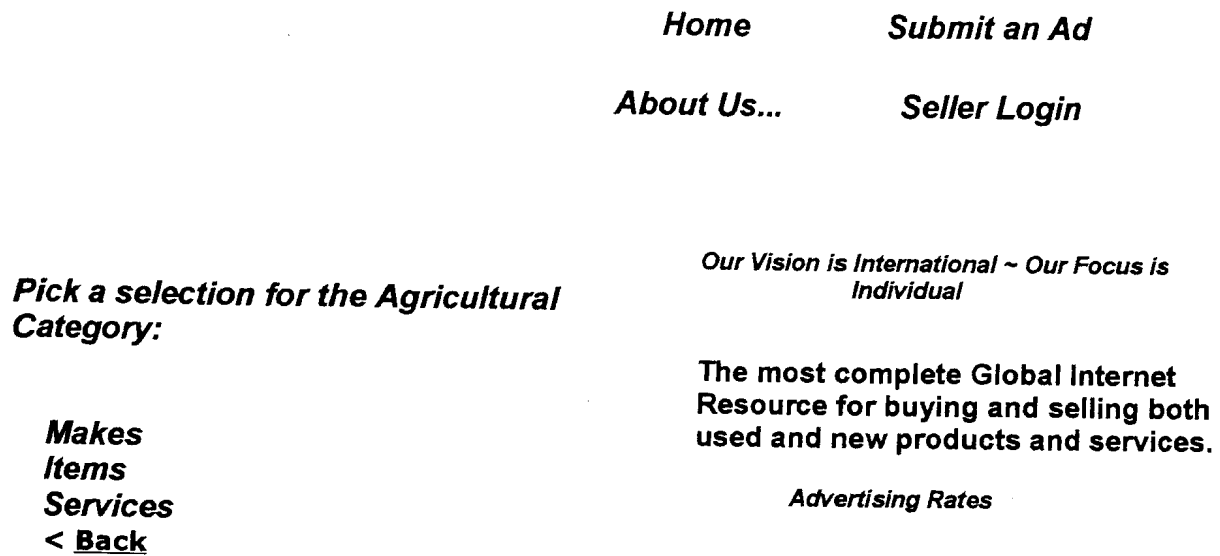 Home Submit an Ad
About Us... Seller Login
Pick a selection for the Agricultural
Category:
Makes
Items
Services
< Back
Our Vision is International ~ Our Focus is
Individual
The most complete Global Internet
Resource for buying and selling both
used and new products and services.
Advertising Rates